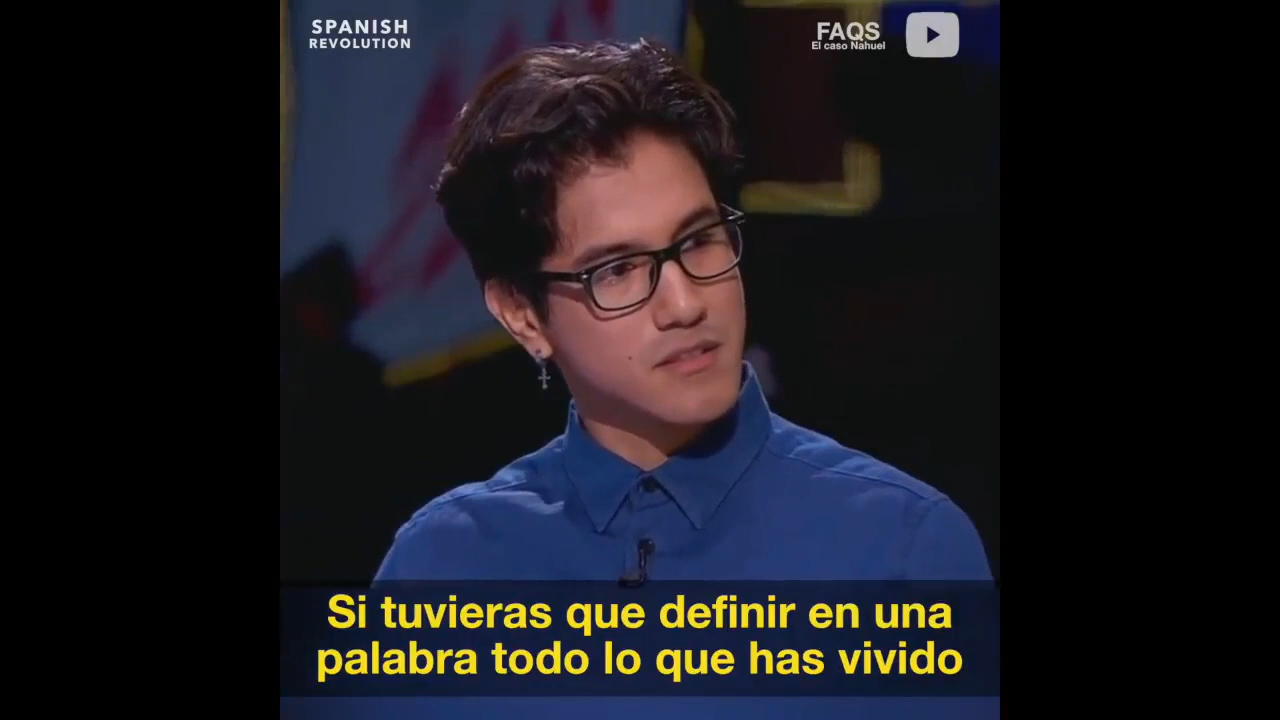 SPANISH
REVOLUTION
FAQS
El caso Nahuel
Si tuvieras que definir en una
palabra todo lo que has vivido